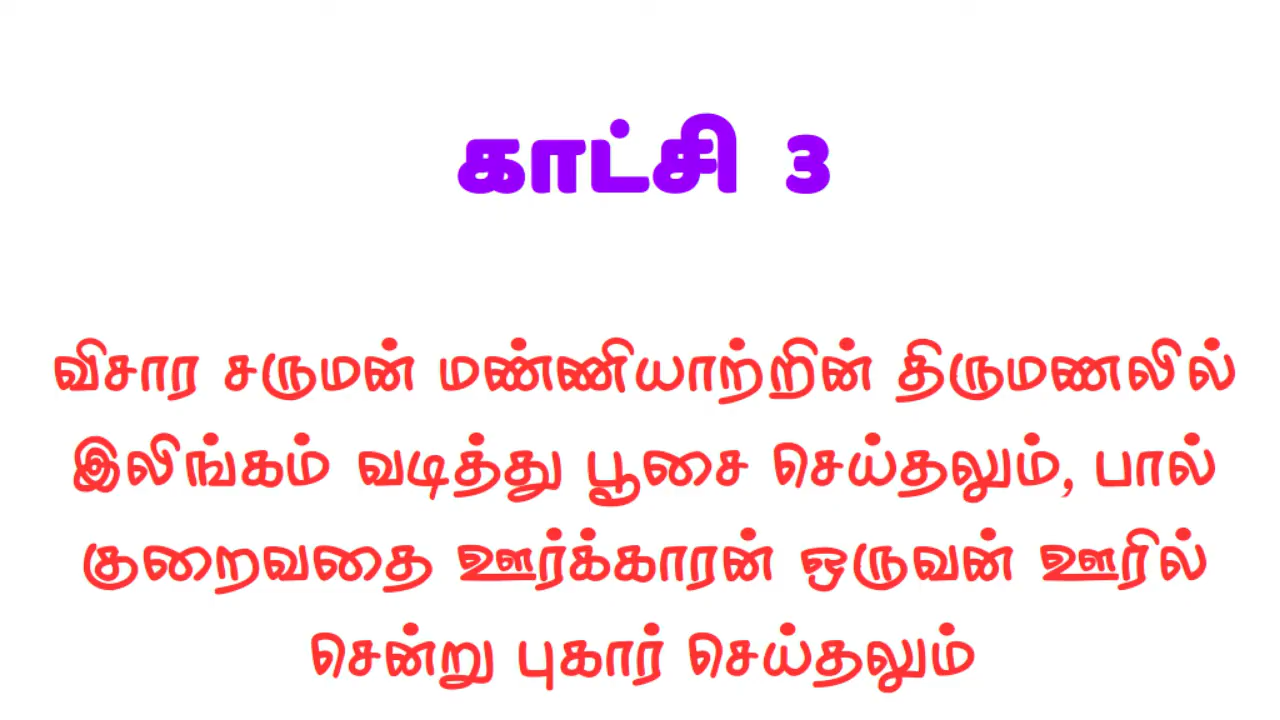 காட்சி 3
விசார சருமன் மண்ணியாற்றின் திருமணலில்
இலிங்கம் வடித்து பூசை செய்தலும், பால்
குறைவதை ஊர்க்காரன் ஒருவன் ஊரில்
சென்று புகார் செய்தலும்